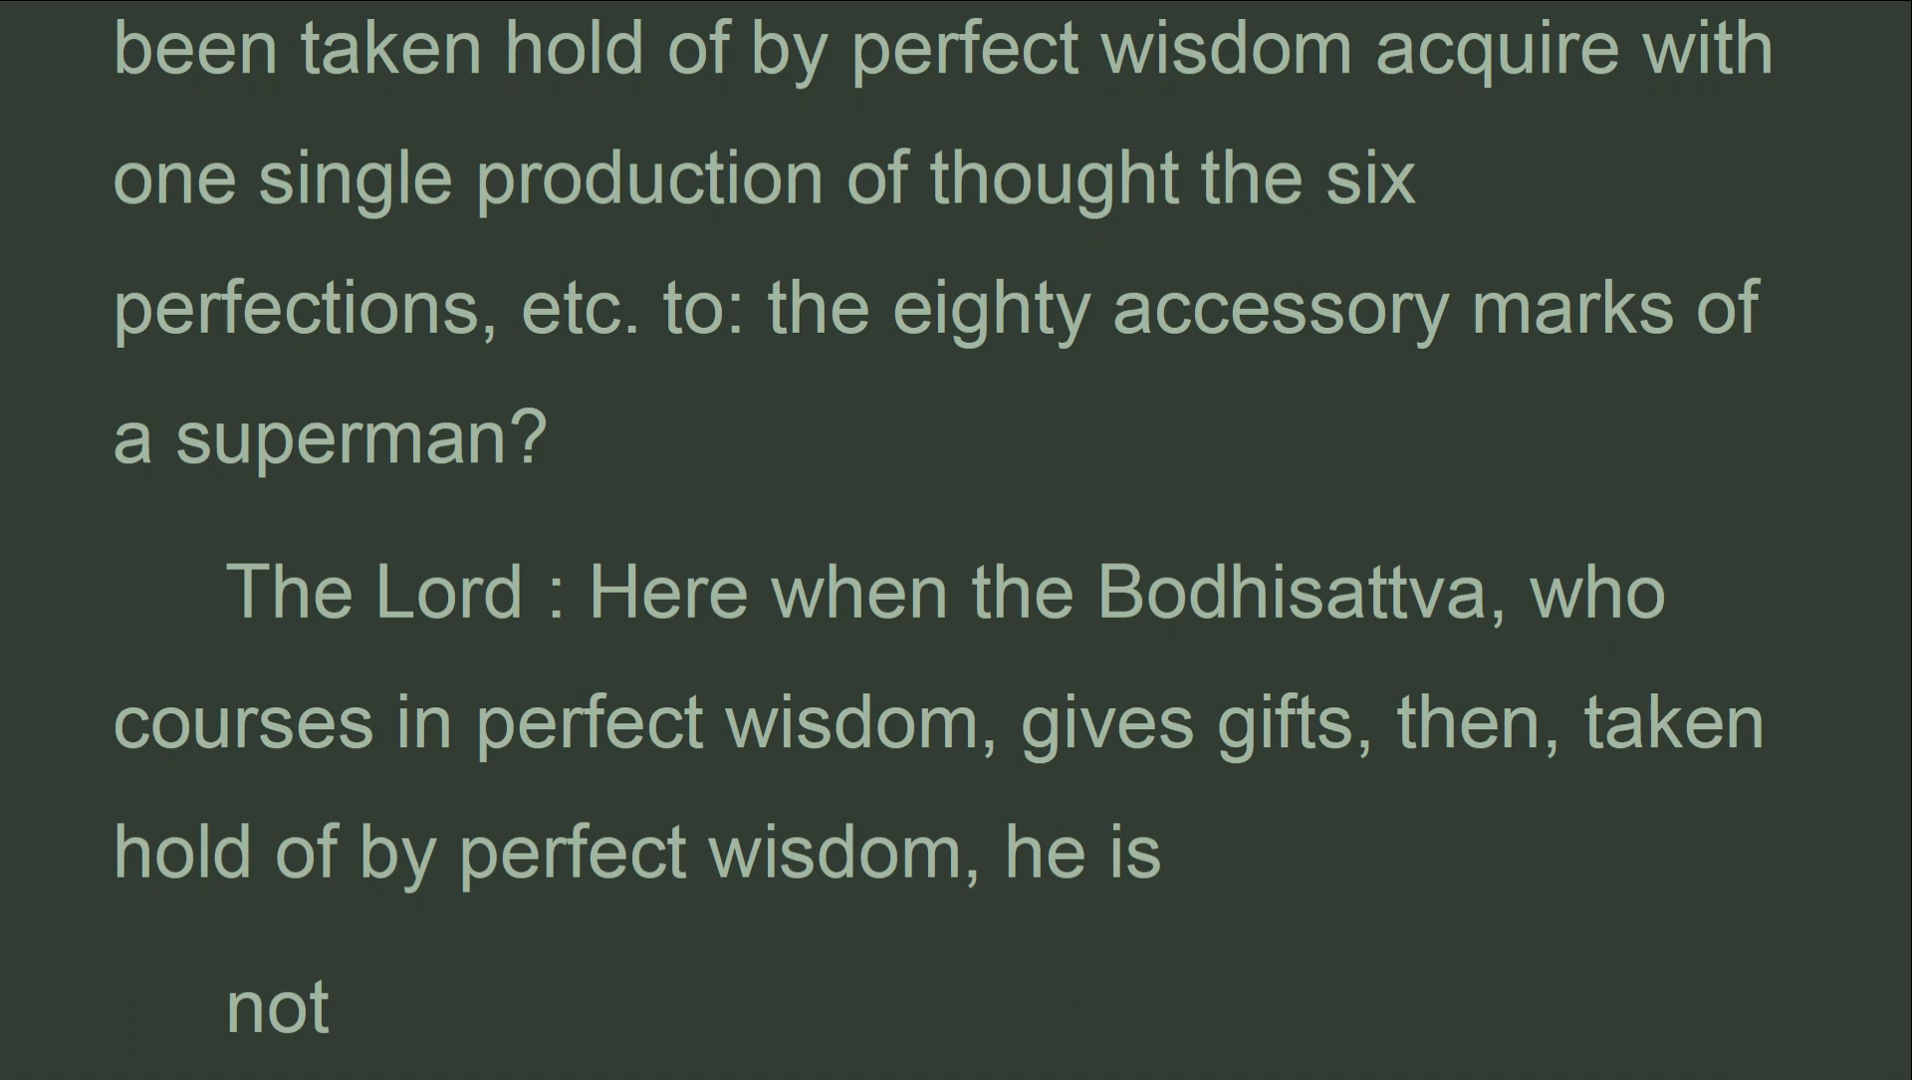 been taken hold of by perfect wisdom acquire with
one single production of thought the six
perfections, etc. to: the eighty accessory marks of
a superman?
The Lord : Here when the Bodhisattva, who
courses in perfect wisdom, gives gifts, then, taken
hold of by perfect wisdom, he is
not